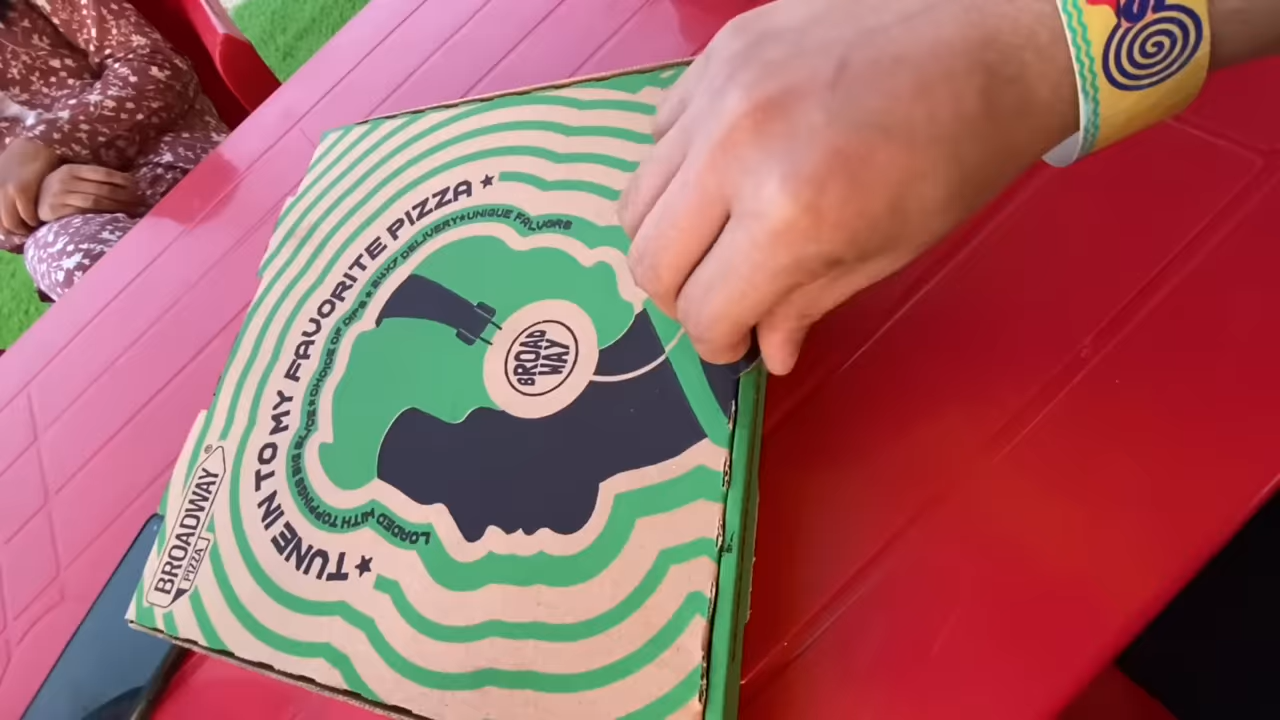 ★ TUNE IN TO MY FAVORITE PIZZA ★
LOADED WITH TOPPINGS BIG SLICE★CHOICE OF DIPS★24X7 DELIVERY★UNIQUE FALVORS
BROAD
WAY
BROADWAY®
PIZZA